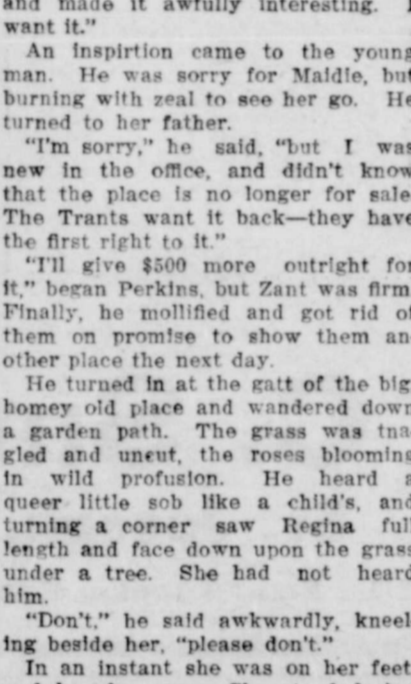 and made it awfully interesting.
want it."
An inspirtion came to the young
man. He was sorry for Maidie, but
burning with zeal to see her go. He
turned to her father.
"I'm sorry," he said, "but I was
new in the office, and didn't know
that the place is no longer for sale
The Trants want it back—they have
the first right to it."
"I'll give $500 more outright for
it," began Perkins, but Zant was firm
Finally, he mollified and got rid of
them on promise to show them an
other place the next day.
He turned in at the gatt of the big
homey old place and wandered down
a garden path. The grass was tna
gled and uncut, the roses blooming
in wild profusion. He heard a
queer little sob like a child's, and
turning a corner saw Regina full
length and face down upon the grass
under a tree. She had not heard
him.
"Don't," he said awkwardly, kneel
ing beside her, "please don't."
In an instant she was on her feet